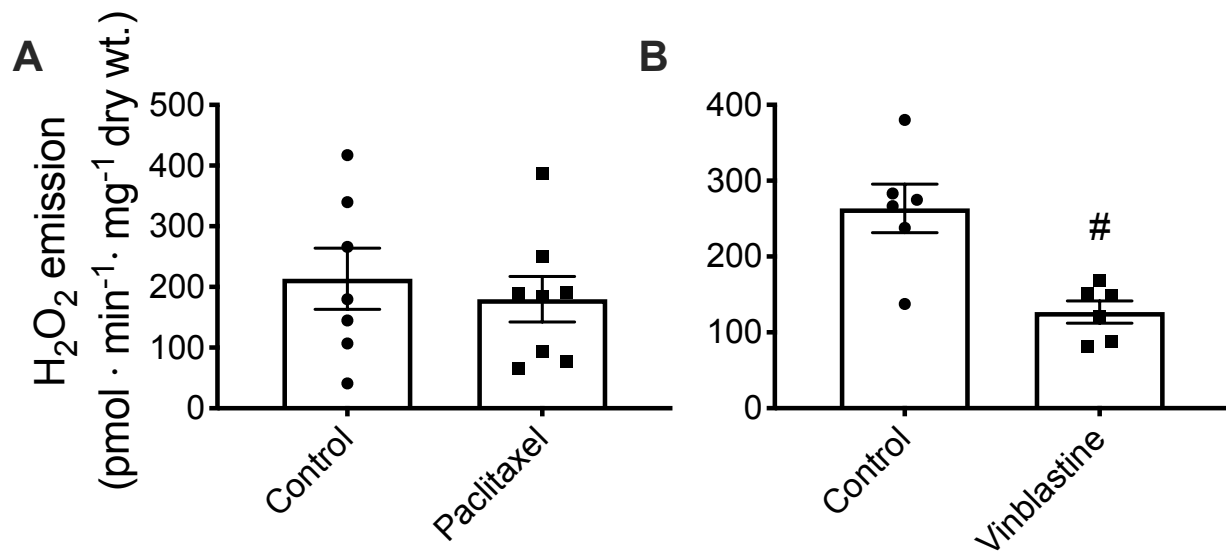 A
H₂O₂ emission
(pmol · min⁻¹· mg⁻¹ dry wt.)
500
400
300
200
100
0
Control
Paclitaxel
B
400
300
200
100
0
#
Control
Vinblastine